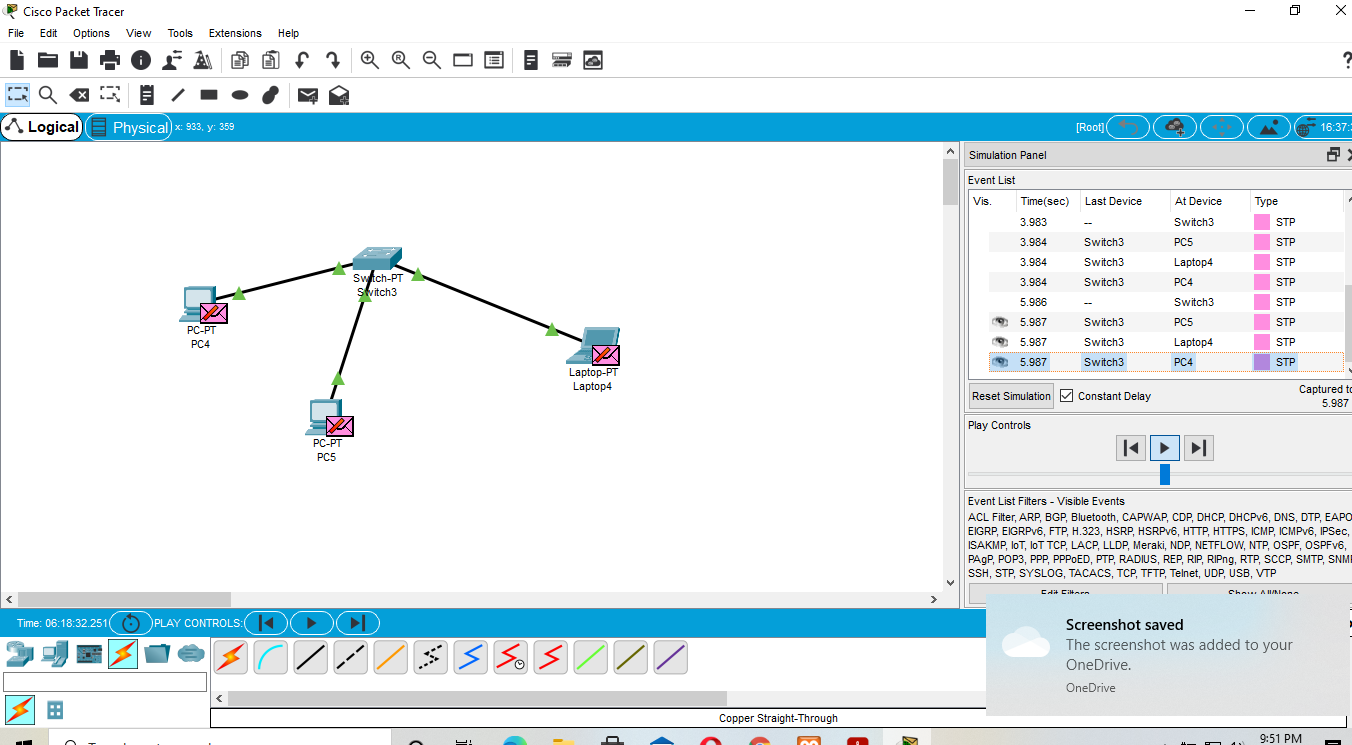 Cisco Packet Tracer
File Edit Options View Tools Extensions Help
Logical Physical x: 933, y: 359 [Root] 16:37:
Simulation Panel
Event List
Vis. Time(sec) Last Device At Device Type
3.983 -- Switch3 STP
3.984 Switch3 PC5 STP
3.984 Switch3 Laptop4 STP
3.984 Switch3 PC4 STP
5.986 -- Switch3 STP
5.987 Switch3 PC5 STP
5.987 Switch3 Laptop4 STP
5.987 Switch3 PC4 STP
Switch-PT
Switch3
PC-PT
PC4
Laptop-PT
Laptop4
PC-PT
PC5
Reset Simulation Constant Delay Captured to
5.987
Play Controls
Event List Filters - Visible Events
ACL Filter, ARP, BGP, Bluetooth, CAPWAP, CDP, DHCP, DHCPv6, DNS, DTP, EAPO
EIGRP, EIGRPv6, FTP, H.323, HSRP, HSRPv6, HTTP, HTTPS, ICMP, ICMPv6, IPSec,
ISAKMP, IoT, IoT TCP, LACP, LLDP, Meraki, NDP, NETFLOW, NTP, OSPF, OSPFv6,
PAgP, POP3, PPP, PPPoED, PTP, RADIUS, REP, RIP, RIPng, RTP, SCCP, SMTP, SNM
SSH, STP, SYSLOG, TACACS, TCP, TFTP, Telnet, UDP, USB, VTP
Edit Filters Show All/None
Time: 06:18:32.251 PLAY CONTROLS:
Screenshot saved
The screenshot was added to your
OneDrive.
OneDrive
Copper Straight-Through
9:51 PM